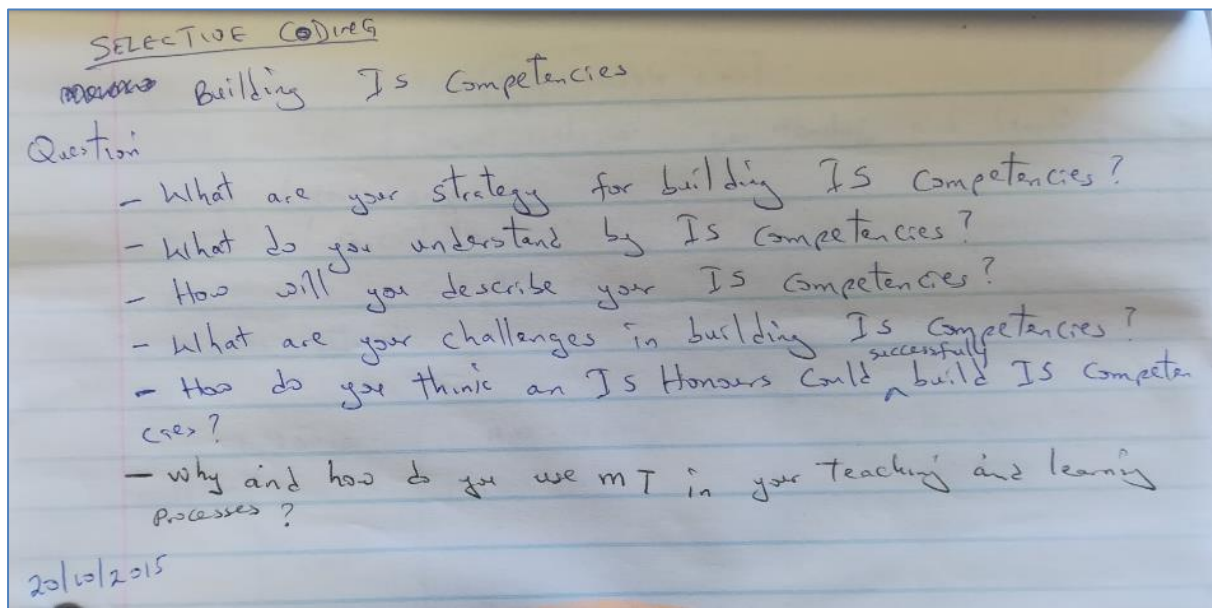 SELECTIVE CODING
Building Is Competencies
Question
- What are your strategy for building IS Competencies?
- What do you understand by Is Competencies?
- How will you describe your IS Competencies?
- What are your challenges in building Is Competencies?
- How do you think an Is Honours Could successfully build IS Competen
cies?
- Why and how do you use MT in your Teaching and learning
Processes?
20/10/2015